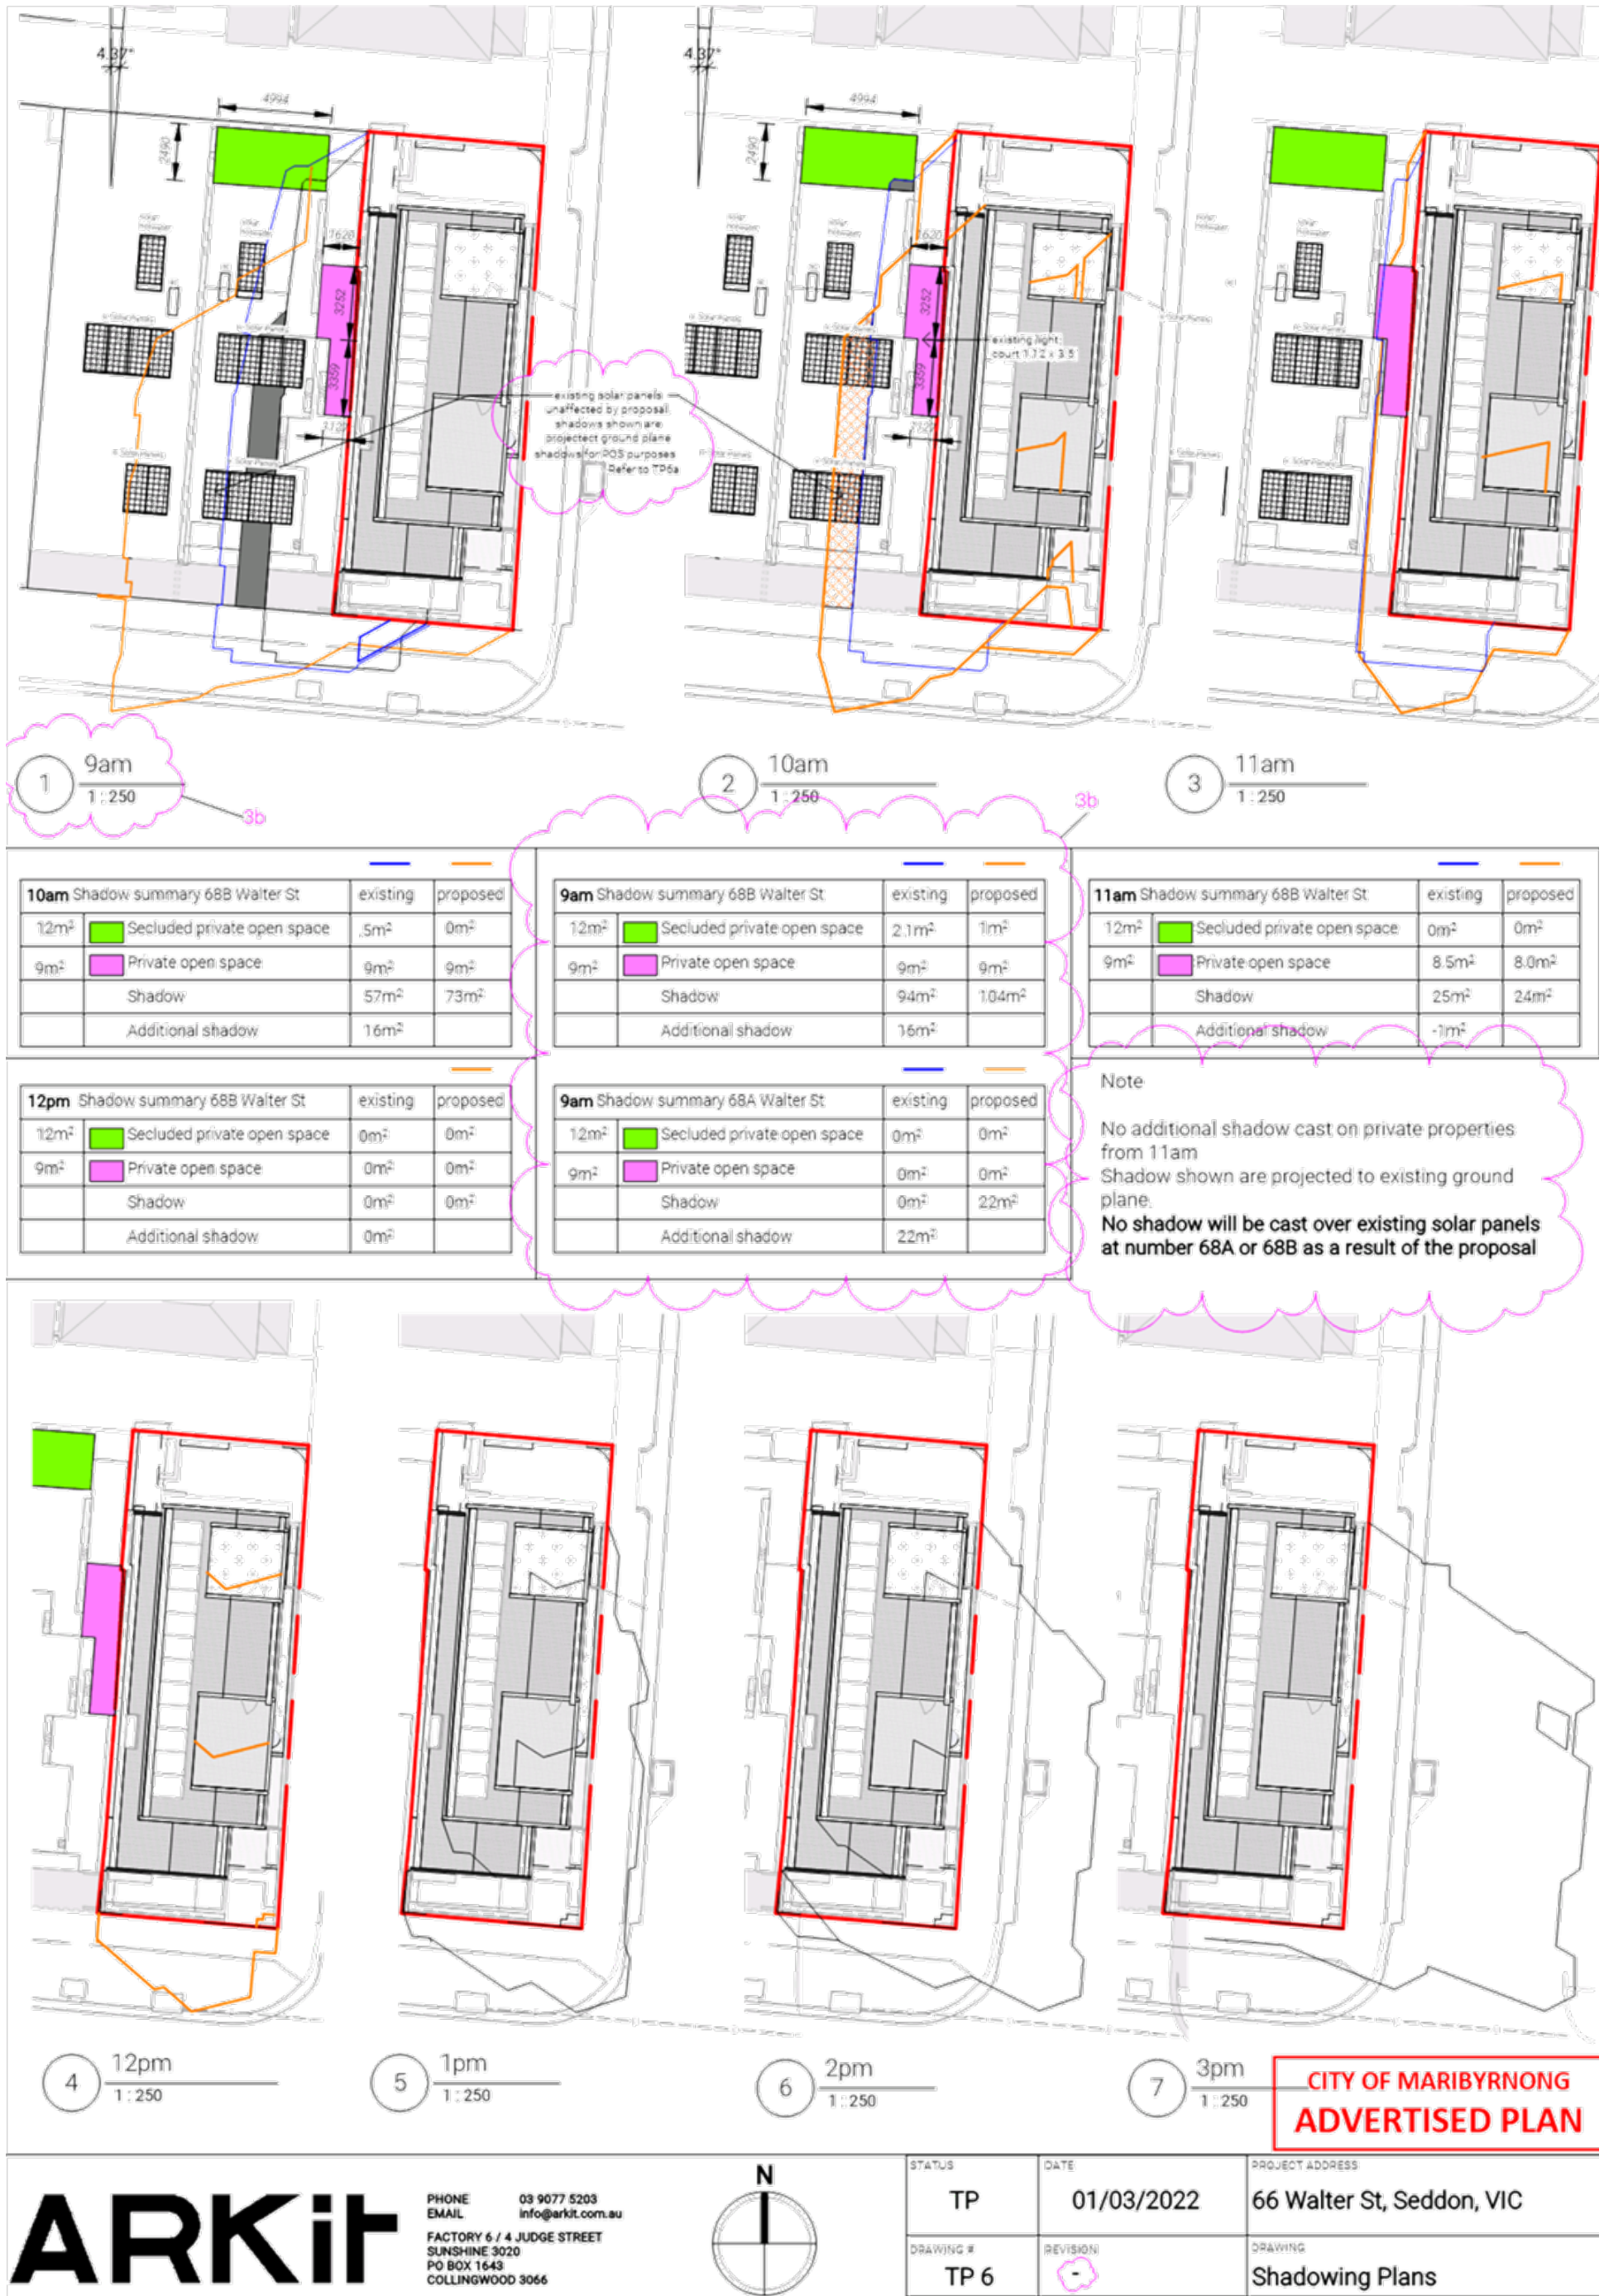 4.37°
4994
2490
1620
3252
3359
1120
existing solar panels
unaffected by proposal.
shadows shown are
projectect ground plane
shadows for POS purposes
Refer to TP6a
4.37°
4994
2490
1620
3252
3359
existing light
court 1.12 x 3.5
1 9am
1 : 250
3b
2 10am
1 : 250
3b
3 11am
1 : 250
10am Shadow summary 68B Walter St existing proposed
12m² Secluded private open space .5m² 0m²
9m² Private open space 9m² 9m²
Shadow 57m² 73m²
Additional shadow 16m²
9am Shadow summary 68B Walter St existing proposed
12m² Secluded private open space 2.1m² 1m²
9m² Private open space 9m² 9m²
Shadow 94m² 104m²
Additional shadow 16m²
11am Shadow summary 68B Walter St existing proposed
12m² Secluded private open space 0m² 0m²
9m² Private open space 8.5m² 8.0m²
Shadow 25m² 24m²
Additional shadow -1m²
12pm Shadow summary 68B Walter St existing proposed
12m² Secluded private open space 0m² 0m²
9m² Private open space 0m² 0m²
Shadow 0m² 0m²
Additional shadow 0m²
9am Shadow summary 68A Walter St existing proposed
12m² Secluded private open space 0m² 0m²
9m² Private open space 0m² 0m²
Shadow 0m² 22m²
Additional shadow 22m²
Note
No additional shadow cast on private properties
from 11am
Shadow shown are projected to existing ground
plane.
No shadow will be cast over existing solar panels
at number 68A or 68B as a result of the proposal
4 12pm
1 : 250
5 1pm
1 : 250
6 2pm
1 : 250
7 3pm
1 : 250
CITY OF MARIBYRNONG
ADVERTISED PLAN
ARKit
PHONE 03 9077 5203
EMAIL info@arkit.com.au
FACTORY 6 / 4 JUDGE STREET
SUNSHINE 3020
PO BOX 1643
COLLINGWOOD 3066
N
STATUS
TP
DATE
01/03/2022
PROJECT ADDRESS
66 Walter St, Seddon, VIC
DRAWING #
TP 6
REVISION
-
DRAWING
Shadowing Plans